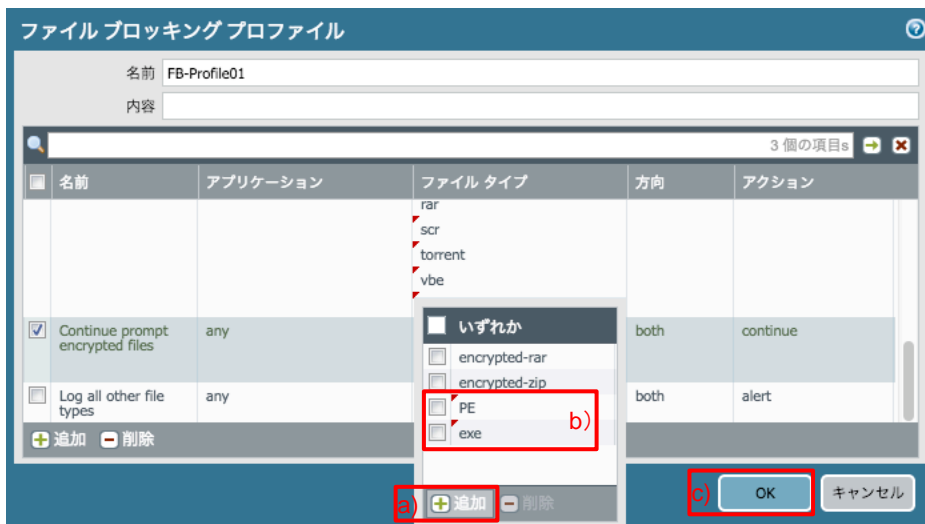 ファイル ブロッキング プロファイル
名前 FB-Profile01
内容
3 個の項目s
名前 アプリケーション ファイル タイプ 方向 アクション
rar
scr
torrent
vbe
Continue prompt encrypted files any both continue
Log all other file types any both alert
いずれか
encrypted-rar
encrypted-zip
PE
exe
b)
追加 削除
a) 追加 削除
c) OK キャンセル